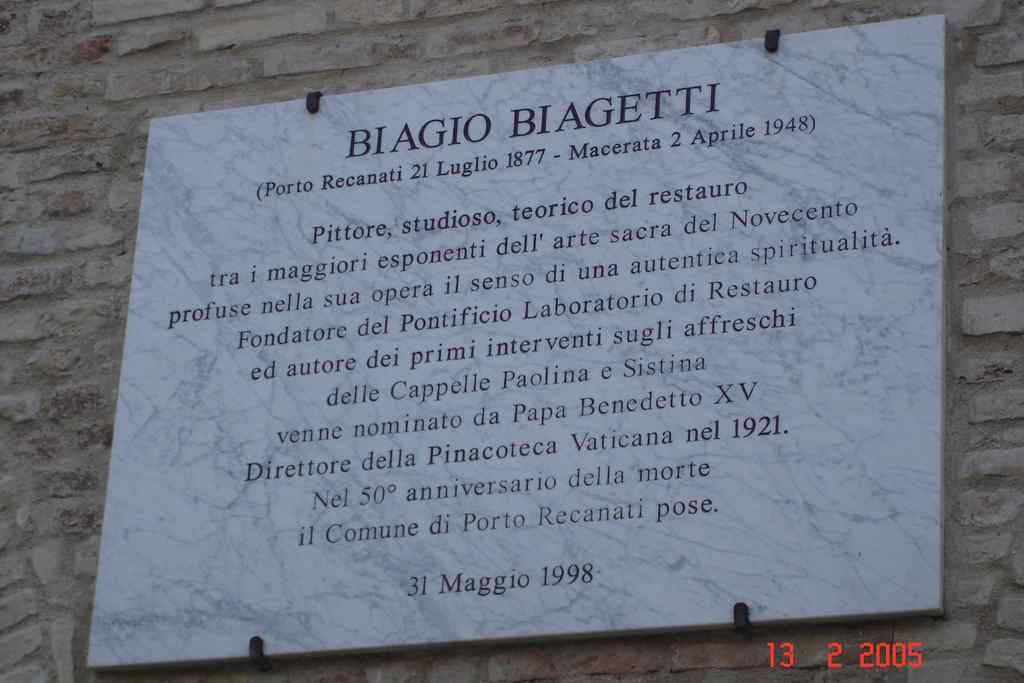 BIAGIO BIAGETTI
(Porto Recanati 21 Luglio 1877 - Macerata 2 Aprile 1948)
Pittore, studioso, teorico del restauro
tra i maggiori esponenti dell' arte sacra del Novecento
profuse nella sua opera il senso di una autentica spiritualità.
Fondatore del Pontificio Laboratorio di Restauro
ed autore dei primi interventi sugli affreschi
delle Cappelle Paolina e Sistina
venne nominato da Papa Benedetto XV
Direttore della Pinacoteca Vaticana nel 1921.
Nel 50° anniversario della morte
il Comune di Porto Recanati pose.
31 Maggio 1998
13 2 2005